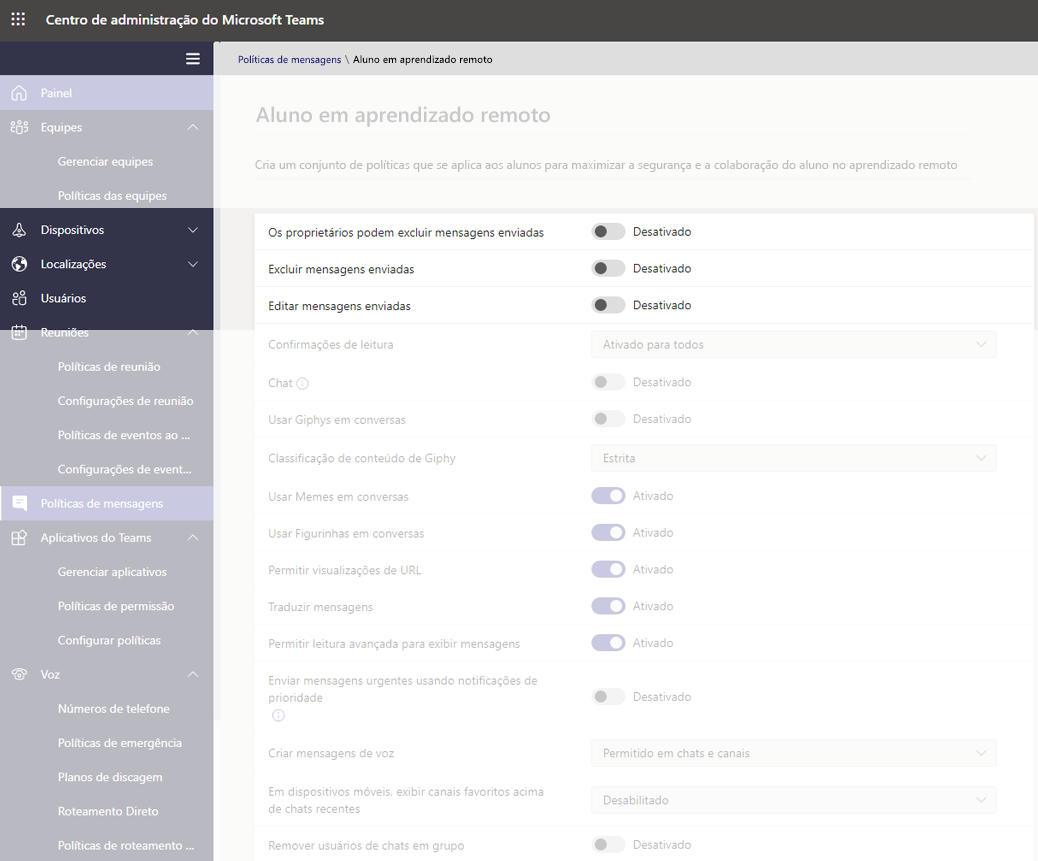 Centro de administração do Microsoft Teams
Políticas de mensagens \ Aluno em aprendizado remoto
Painel
Equipes
Gerenciar equipes
Políticas das equipes
Dispositivos
Localizações
Usuários
Reuniões
Políticas de reunião
Configurações de reunião
Políticas de eventos ao ...
Configurações de event...
Políticas de mensagens
Aplicativos do Teams
Gerenciar aplicativos
Políticas de permissão
Configurar políticas
Voz
Números de telefone
Políticas de emergência
Planos de discagem
Roteamento Direto
Políticas de roteamento ...
Aluno em aprendizado remoto
Cria um conjunto de políticas que se aplica aos alunos para maximizar a segurança e a colaboração do aluno no aprendizado remoto
Os proprietários podem excluir mensagens enviadas Desativado
Excluir mensagens enviadas Desativado
Editar mensagens enviadas Desativado
Confirmações de leitura Ativado para todos
Chat Desativado
Usar Giphys em conversas Desativado
Classificação de conteúdo de Giphy Estrita
Usar Memes em conversas Ativado
Usar Figurinhas em conversas Ativado
Permitir visualizações de URL Ativado
Traduzir mensagens Ativado
Permitir leitura avançada para exibir mensagens Ativado
Enviar mensagens urgentes usando notificações de
prioridade Desativado
Criar mensagens de voz Permitido em chats e canais
Em dispositivos móveis, exibir canais favoritos acima
de chats recentes Desabilitado
Remover usuários de chats em grupo Desativado